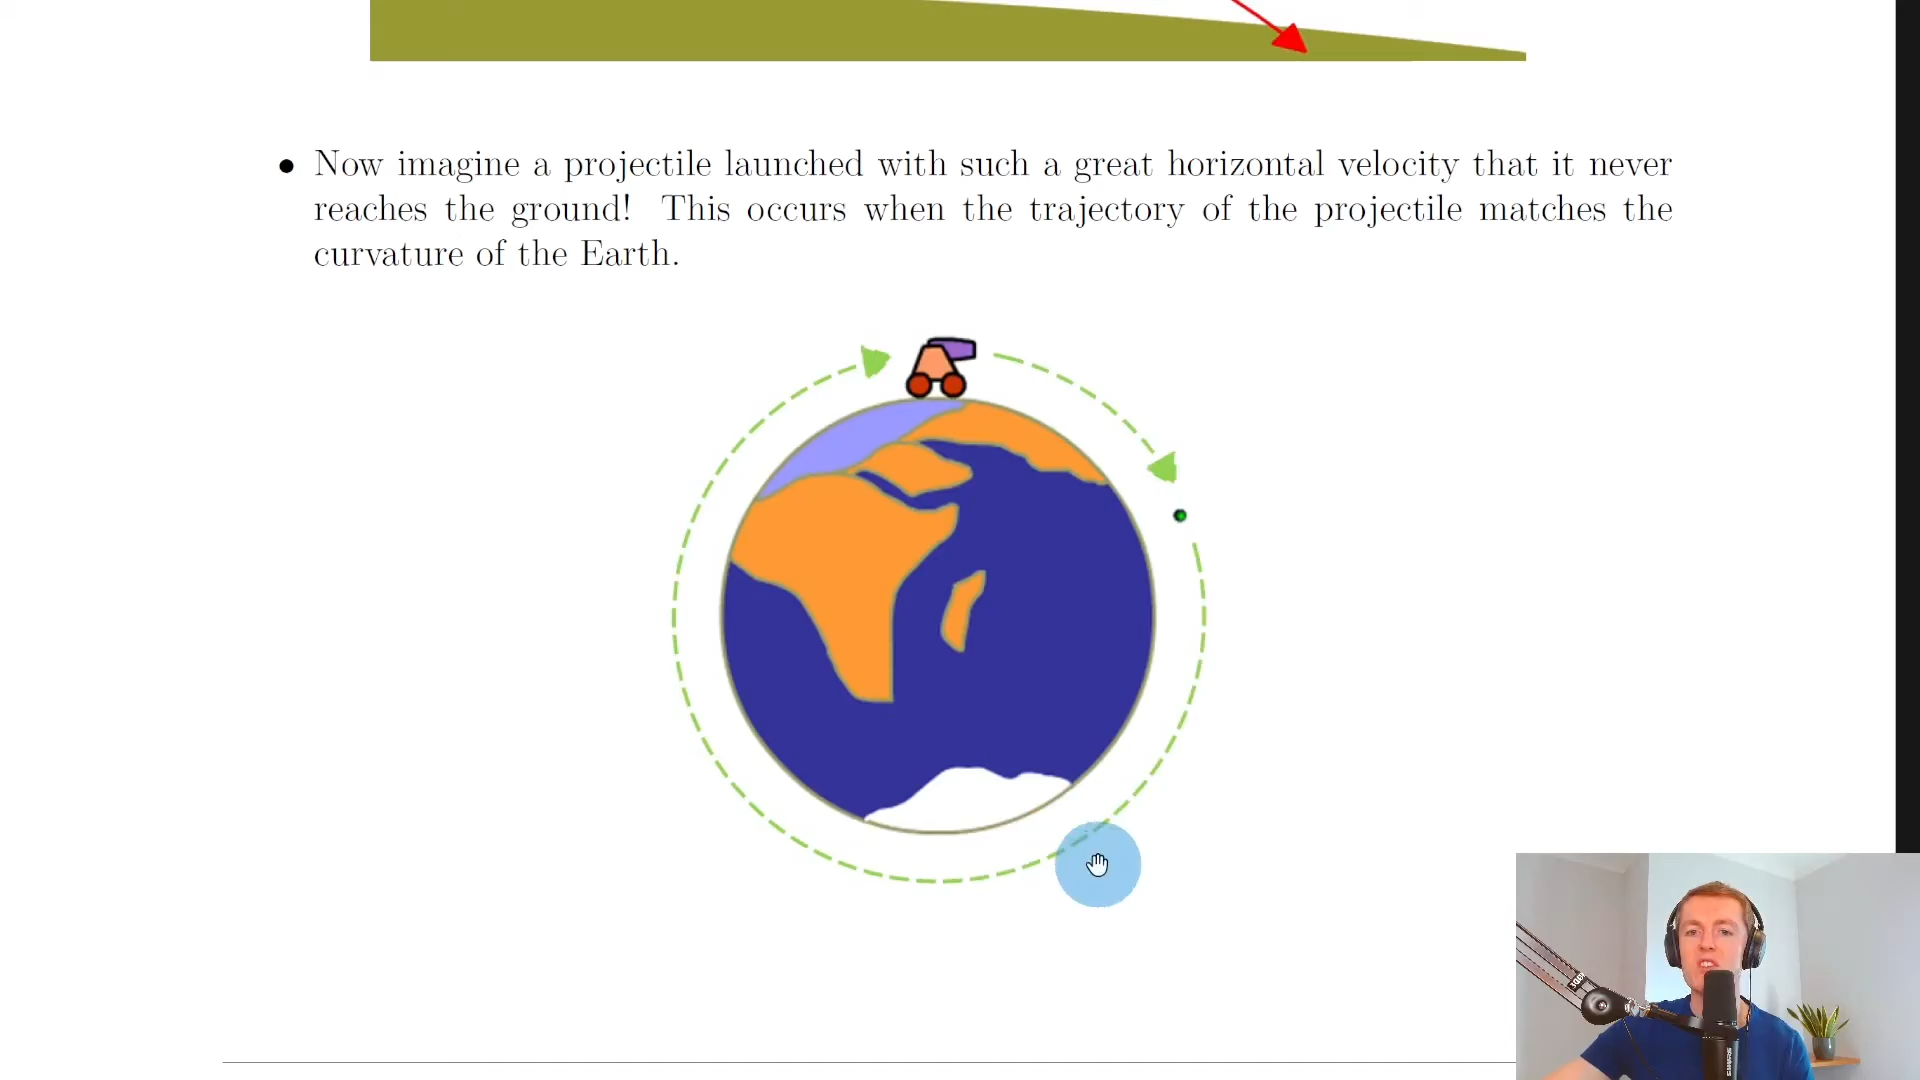 • Now imagine a projectile launched with such a great horizontal velocity that it never
reaches the ground! This occurs when the trajectory of the projectile matches the
curvature of the Earth.